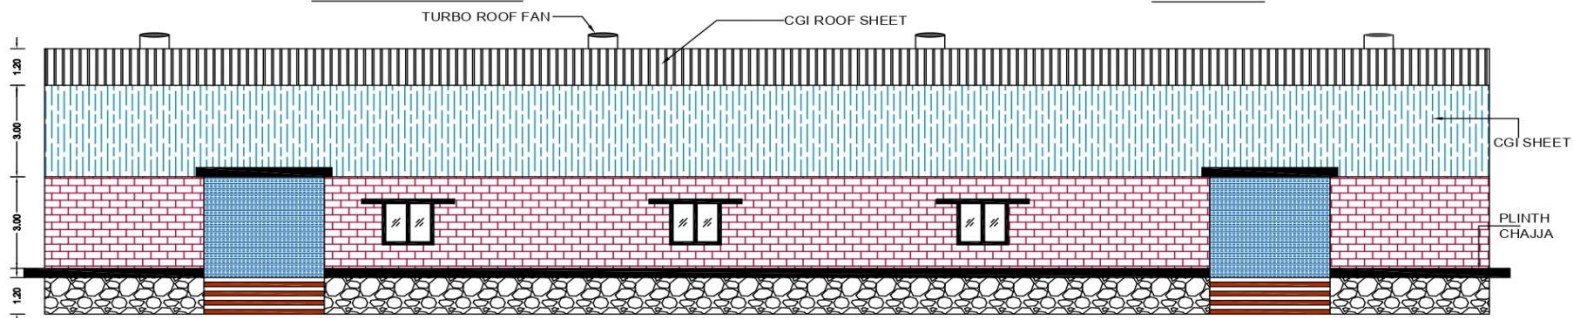 TURBO ROOF FAN
CGI ROOF SHEET
1.20
3.00
CGI SHEET
3.00
PLINTH
CHAJJA
1.20